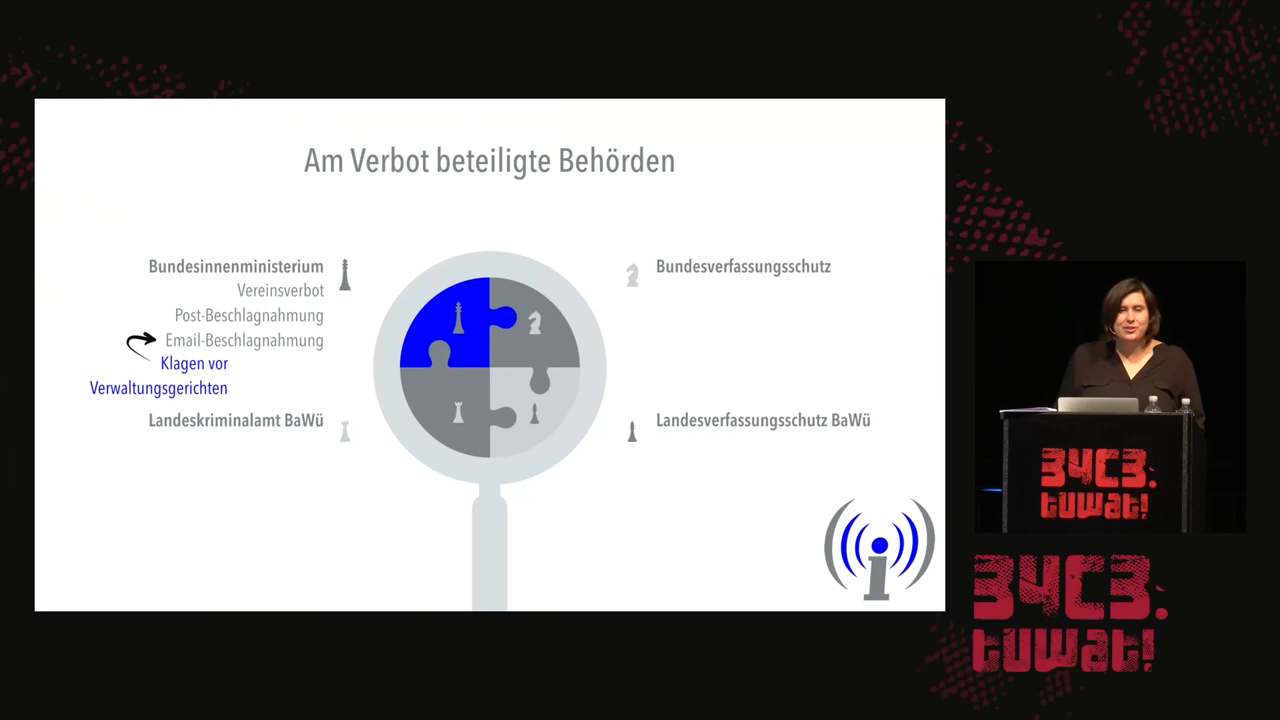 Am Verbot beteiligte Behörden
Bundesinnenministerium
Vereinsverbot
Post-Beschlagnahmung
Email-Beschlagnahmung
Klagen vor
Verwaltungsgerichten
Landeskriminalamt BaWü
Bundesverfassungsschutz
Landesverfassungsschutz BaWü
i
34C3.
tuwat!
34C3.
tuwat!